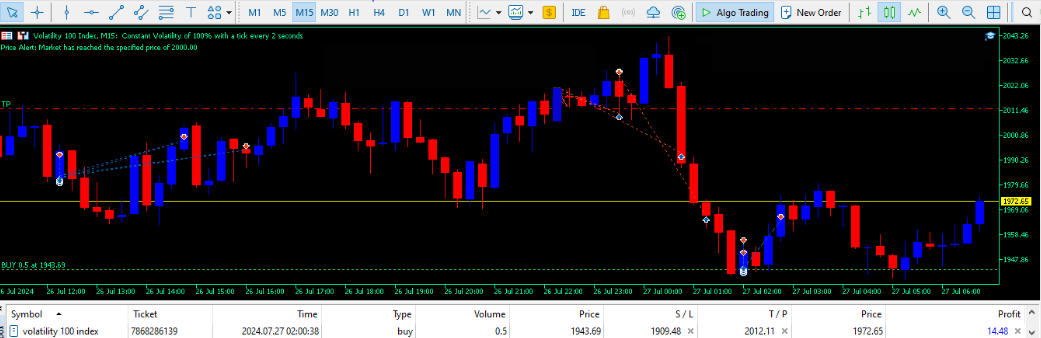 M1 M5 M15 M30 H1 H4 D1 W1 MN $ IDE Algo Trading New Order
Volatility 100 Index, M15: Constant Volatility of 100% with a tick every 2 seconds
Price Alert: Market has reached the specified price of 2000.00
2043.26
2032.66
2022.06
TP
2011.46
2000.86
1990.26
1979.66
1972.65
1969.06
1958.46
BUY 0.5 at 1943.69
1947.86
6 Jul 2024 26 Jul 12:00 26 Jul 13:00 26 Jul 14:00 26 Jul 15:00 26 Jul 16:00 26 Jul 17:00 26 Jul 18:00 26 Jul 19:00 26 Jul 20:00 26 Jul 21:00 26 Jul 22:00 26 Jul 23:00 27 Jul 00:00 27 Jul 01:00 27 Jul 02:00 27 Jul 03:00 27 Jul 04:00 27 Jul 05:00 27 Jul 06:00
Symbol Ticket Time Type Volume Price S / L T / P Price Profit
volatility 100 index 7868286139 2024.07.27 02:00:38 buy 0.5 1943.69 1909.48 2012.11 1972.65 14.48